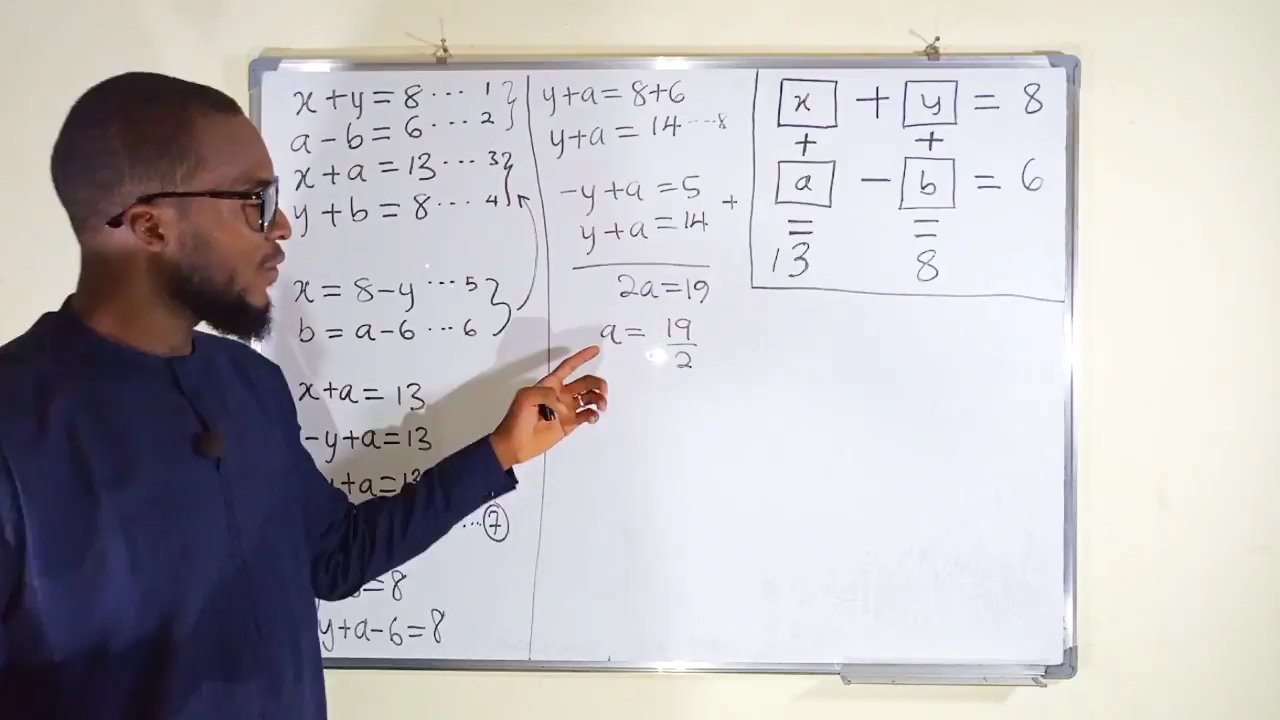 x + y = 8 ... 1
a - b = 6 ... 2
x + a = 13 ... 3
y + b = 8 ... 4
x = 8 - y ... 5
b = a - 6 ... 6
x + a = 13
- y + a = 13
+ a = 13
... 7
= 8
y + a - 6 = 8
y + a = 8 + 6
y + a = 14 ... 8
- y + a = 5
y + a = 14 +
2a = 19
a = 19/2
x + y = 8
+ +
a - b = 6
= =
13 8